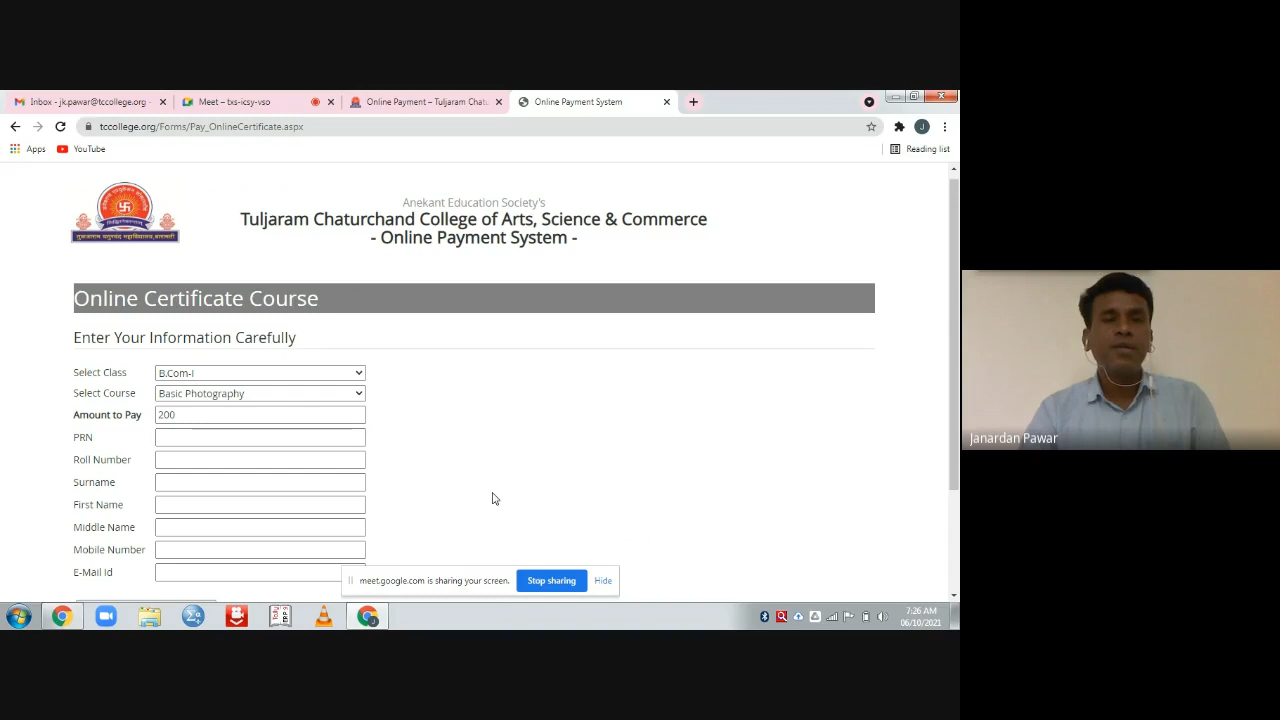 Inbox - jk.pawar@tccollege.org -
Meet – txs-icsy-vso
Online Payment – Tuljaram Chatu
Online Payment System
tccollege.org/Forms/Pay_OnlineCertificate.aspx
Apps
YouTube
Reading list
Anekant Education Society's
Tuljaram Chaturchand College of Arts, Science & Commerce
- Online Payment System -
Online Certificate Course
Enter Your Information Carefully
Select Class
B.Com-I
Select Course
Basic Photography
Amount to Pay
200
PRN
Roll Number
Surname
First Name
Middle Name
Mobile Number
E-Mail Id
meet.google.com is sharing your screen.
Stop sharing
Hide
7:26 AM
06/10/2021
J
Janardan Pawar